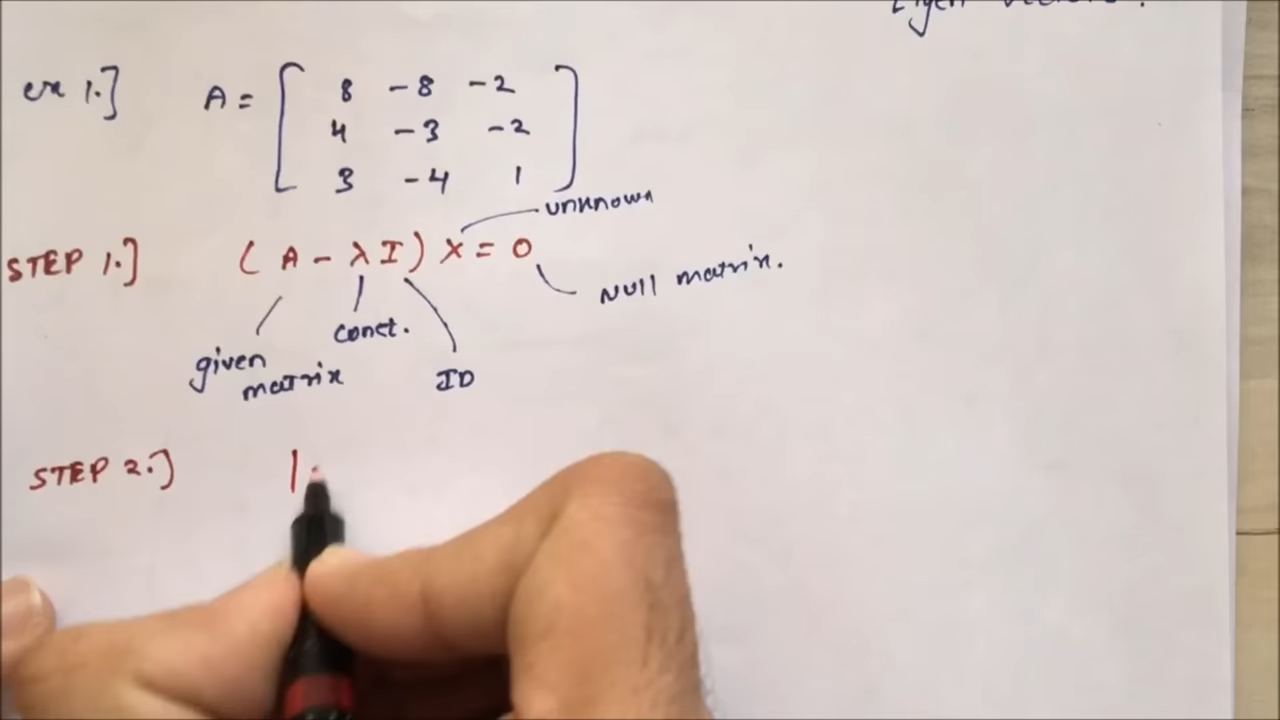 ex 1.] A = [ 8 -8 -2
4 -3 -2
3 -4 1 ]
unknown
STEP 1.] ( A - λ I ) X = 0
Null matrix.
const.
given
matrix
ID
STEP 2.] |